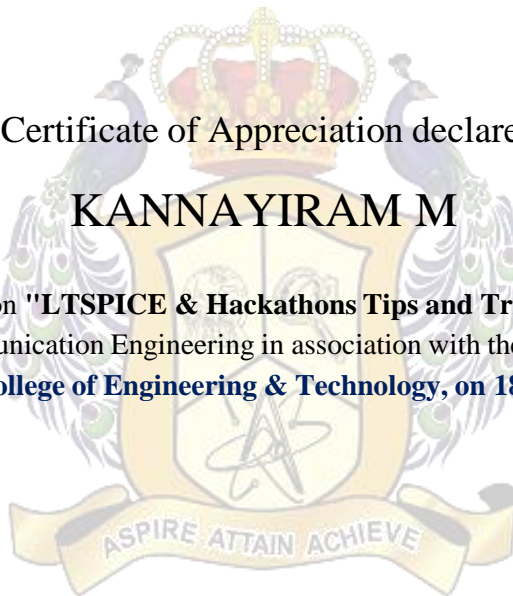 Certificate of Appreciation declare
KANNAYIRAM M
on "LTSPICE & Hackathons Tips and Tr
unication Engineering in association with the
ollege of Engineering & Technology, on 18
ASPIRE ATTAIN ACHIEVE